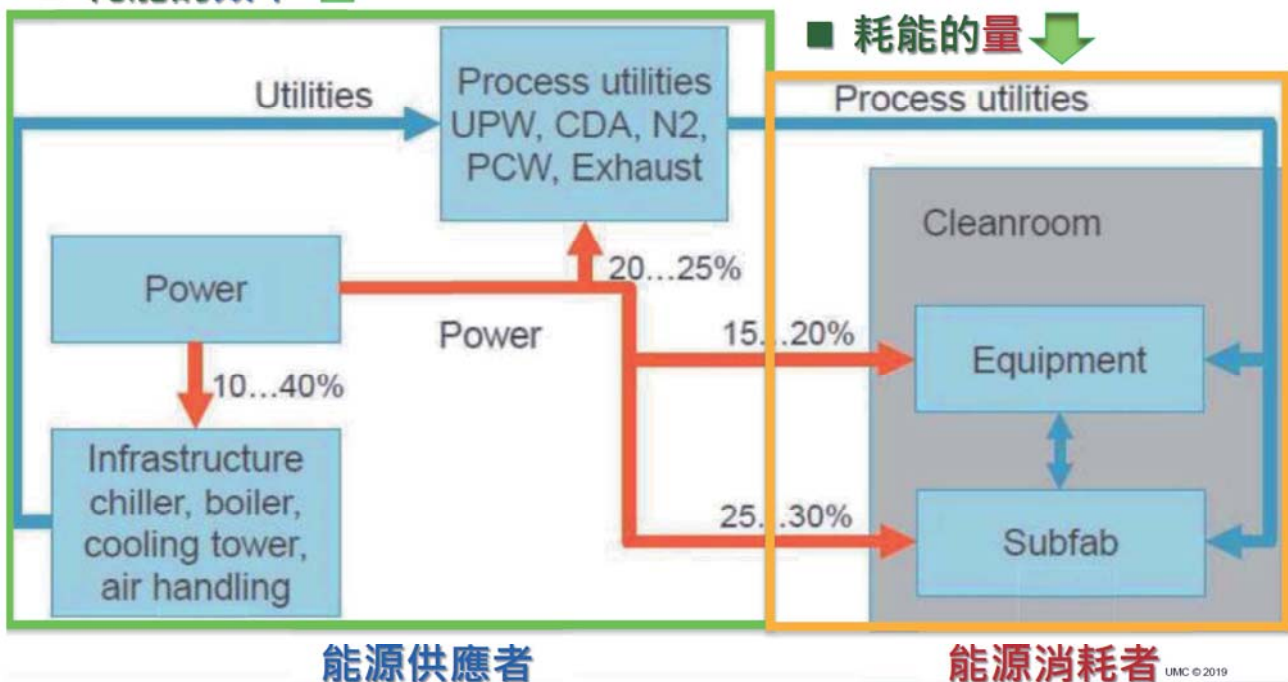 ■ 耗能的量
Utilities
Process utilities
UPW, CDA, N2,
PCW, Exhaust
Process utilities
Cleanroom
Power
20...25%
Power
15...20%
Equipment
10...40%
Infrastructure
chiller, boiler,
cooling tower,
air handling
25...30%
Subfab
能源供應者
能源消耗者
UMC © 2019